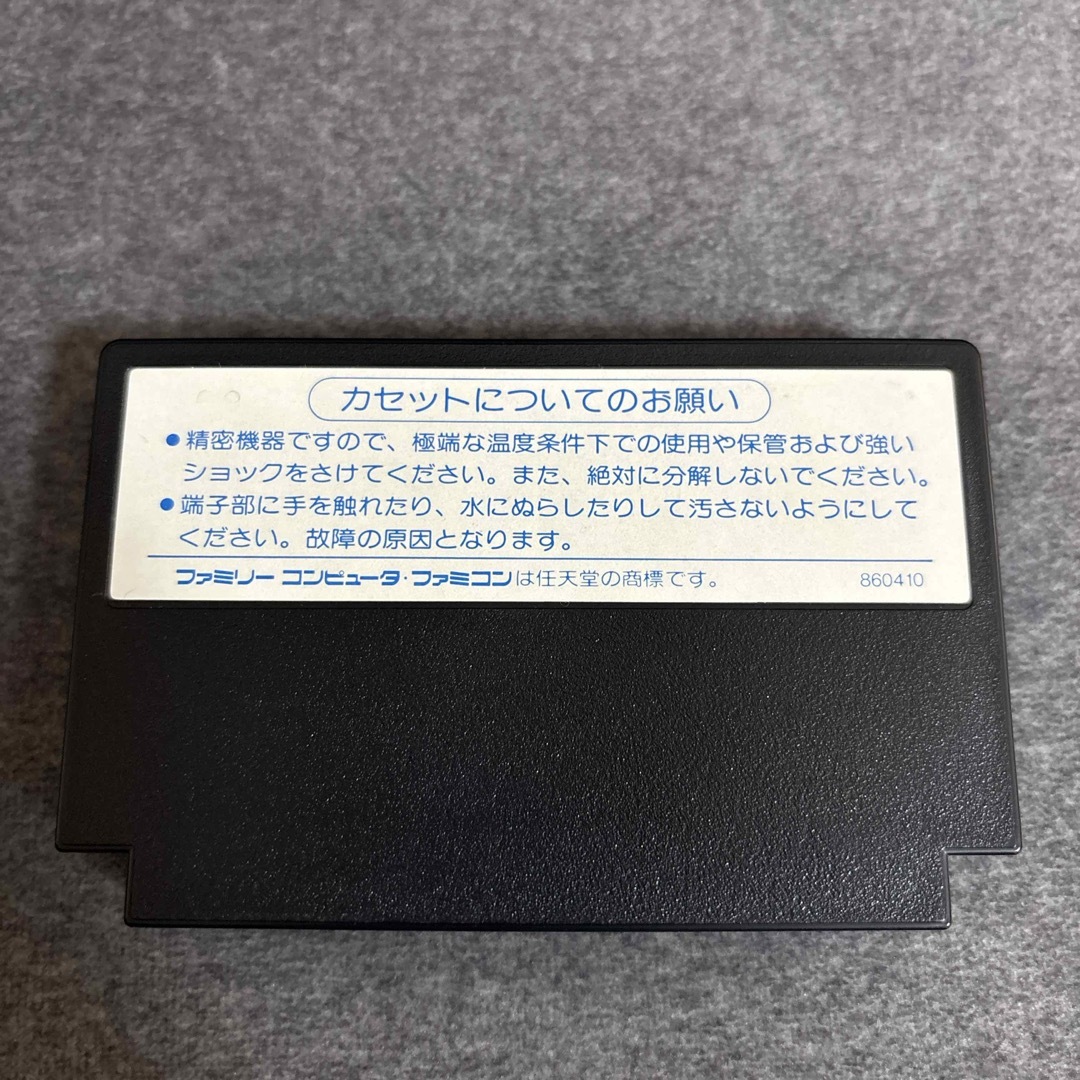 カセットについてのお願い
●精密機器ですので、極端な温度条件下での使用や保管および強い
ショックをさけてください。また、絶対に分解しないでください。
●端子部に手を触れたり、水にぬらしたりして汚さないようにして
ください。故障の原因となります。
ファミリー コンピュータ・ファミコンは任天堂の商標です。 860410